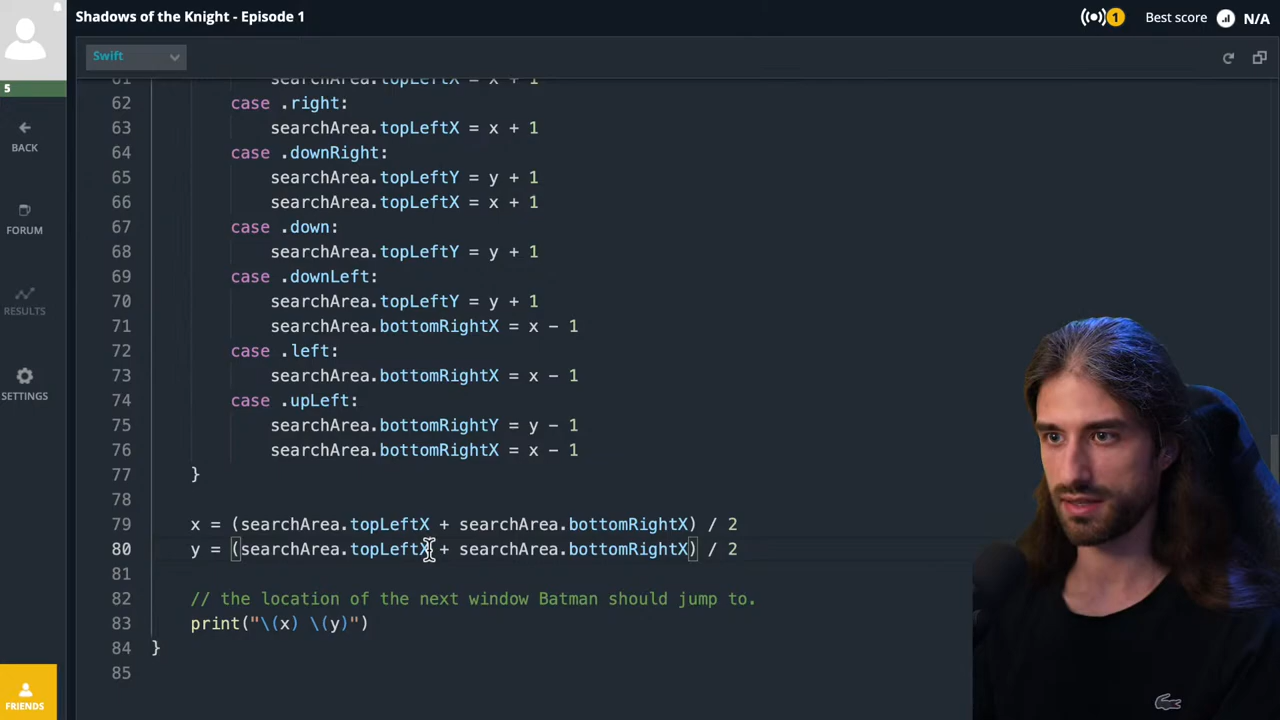 Shadows of the Knight - Episode 1
1
Best score
N/A
Swift
5
BACK
FORUM
RESULTS
SETTINGS
FRIENDS
61 searchArea.topLeftX = x + 1
62 case .right:
63 searchArea.topLeftX = x + 1
64 case .downRight:
65 searchArea.topLeftY = y + 1
66 searchArea.topLeftX = x + 1
67 case .down:
68 searchArea.topLeftY = y + 1
69 case .downLeft:
70 searchArea.topLeftY = y + 1
71 searchArea.bottomRightX = x - 1
72 case .left:
73 searchArea.bottomRightX = x - 1
74 case .upLeft:
75 searchArea.bottomRightY = y - 1
76 searchArea.bottomRightX = x - 1
77 }
78
79 x = (searchArea.topLeftX + searchArea.bottomRightX) / 2
80 y = (searchArea.topLeftX + searchArea.bottomRightX) / 2
81
82 // the location of the next window Batman should jump to.
83 print("\(x) \(y)")
84 }
85